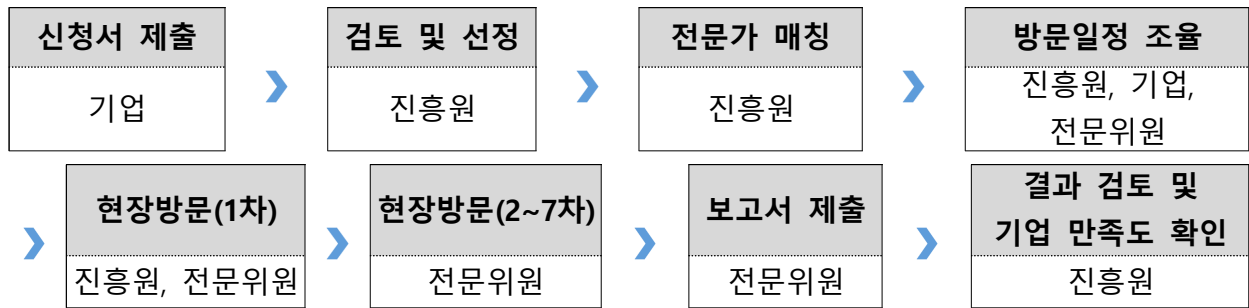 신청서 제출
기업
검토 및 선정
진흥원
전문가 매칭
진흥원
방문일정 조율
진흥원, 기업,
전문위원
현장방문(1차)
진흥원, 전문위원
현장방문(2~7차)
전문위원
보고서 제출
전문위원
결과 검토 및
기업 만족도 확인
진흥원